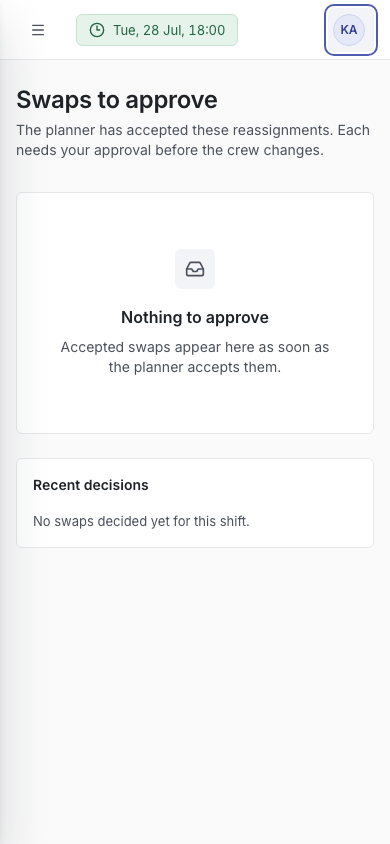 Tue, 28 Jul, 18:00
KA
Swaps to approve
The planner has accepted these reassignments. Each
needs your approval before the crew changes.
Nothing to approve
Accepted swaps appear here as soon as
the planner accepts them.
Recent decisions
No swaps decided yet for this shift.